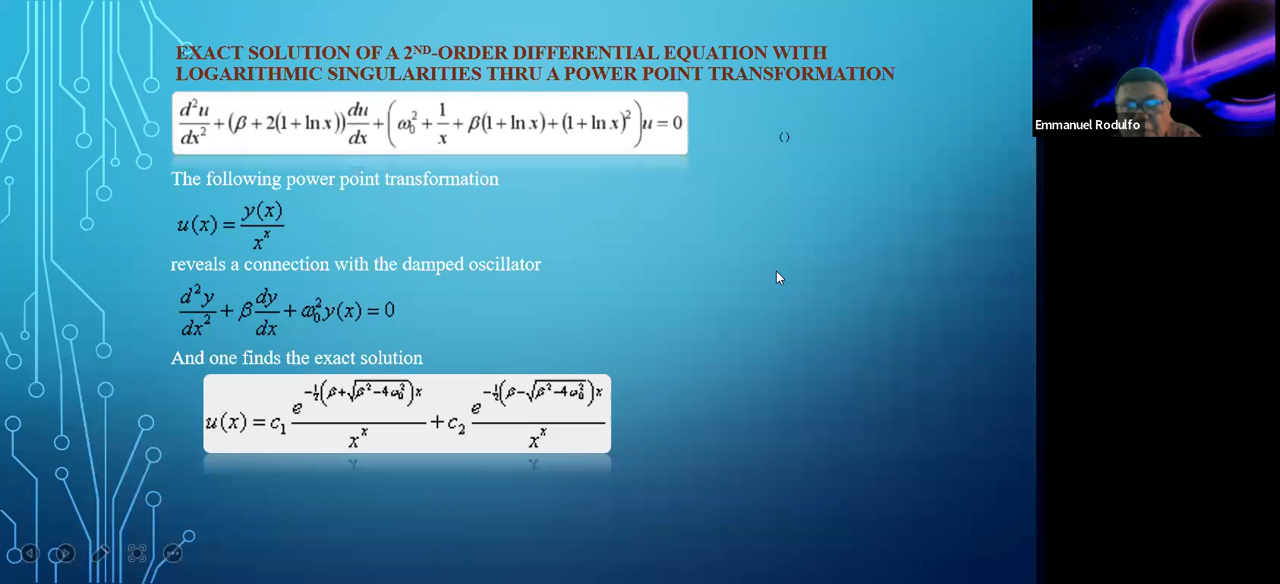 EXACT SOLUTION OF A 2ND-ORDER DIFFERENTIAL EQUATION WITH
LOGARITHMIC SINGULARITIES THRU A POWER POINT TRANSFORMATION
d²u/dx² + (β + 2(1 + ln x)) du/dx + (ω₀² + 1/x + β(1 + ln x) + (1 + ln x)²) u = 0
()
Emmanuel Rodulfo
The following power point transformation
u(x) = y(x)/x^x
reveals a connection with the damped oscillator
d²y/dx² + β dy/dx + ω₀² y(x) = 0
And one finds the exact solution
u(x) = c₁ e^(-½(β+√(β²-4ω₀²))x)/x^x + c₂ e^(-½(β-√(β²-4ω₀²))x)/x^x